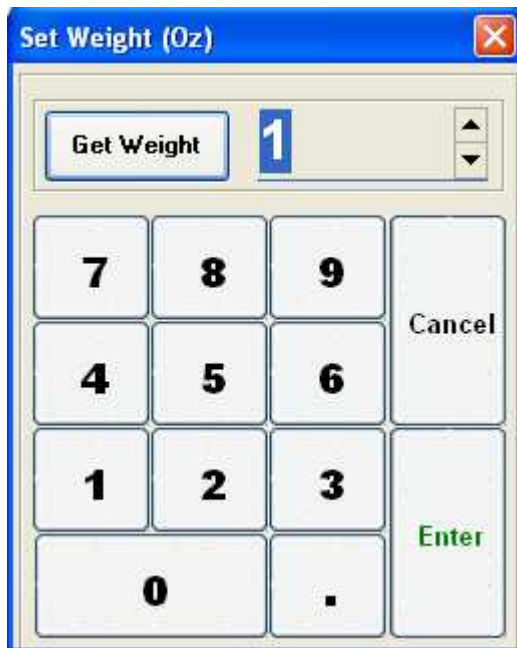 Set Weight (Oz)
Get Weight 1
7 8 9
Cancel
4 5 6
1 2 3
Enter
0 .